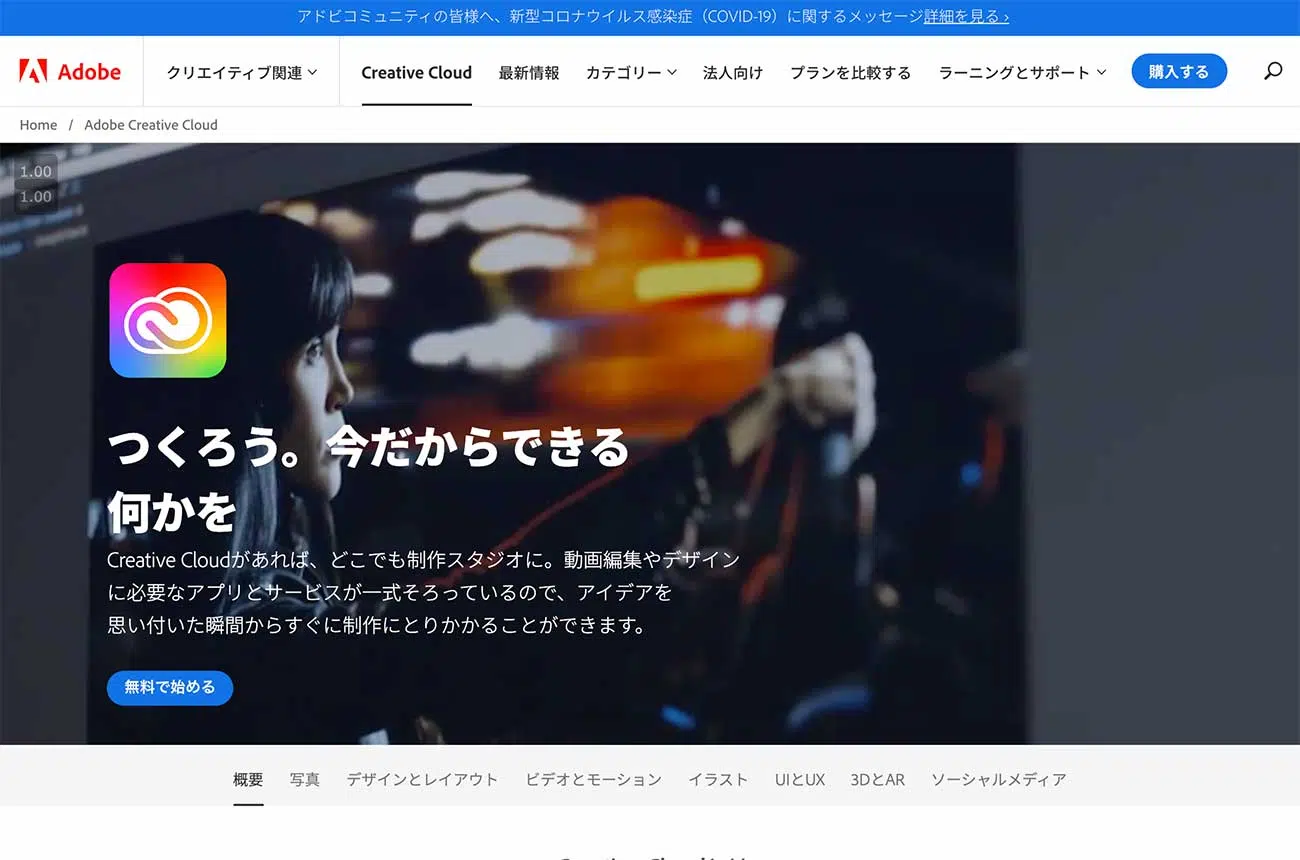 アドビコミュニティの皆様へ、新型コロナウイルス感染症（COVID-19）に関するメッセージ詳細を見る ›
Adobe
クリエイティブ関連
Creative Cloud
最新情報
カテゴリー
法人向け
プランを比較する
ラーニングとサポート
購入する
Home / Adobe Creative Cloud
1.00
1.00
つくろう。今だからできる
何かを
Creative Cloudがあれば、どこでも制作スタジオに。動画編集やデザイン
に必要なアプリとサービスが一式そろっているので、アイデアを
思い付いた瞬間からすぐに制作にとりかかることができます。
無料で始める
概要
写真
デザインとレイアウト
ビデオとモーション
イラスト
UIとUX
3DとAR
ソーシャルメディア